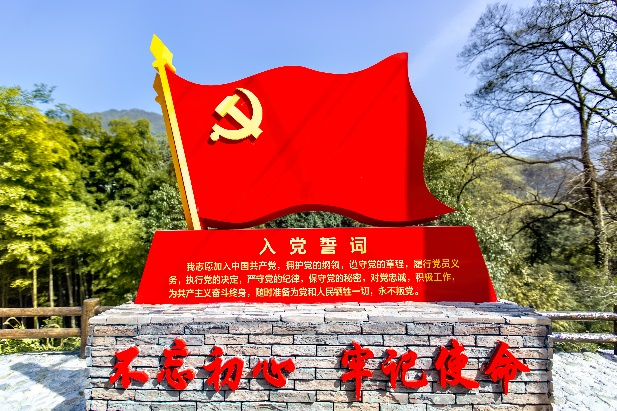 入党誓词
我志愿加入中国共产党，拥护党的纲领，遵守党的章程，履行党员义
务，执行党的决定，严守党的纪律，保守党的秘密，对党忠诚，积极工作，
为共产主义奋斗终身，随时准备为党和人民牺牲一切，永不叛党。
不忘初心 牢记使命